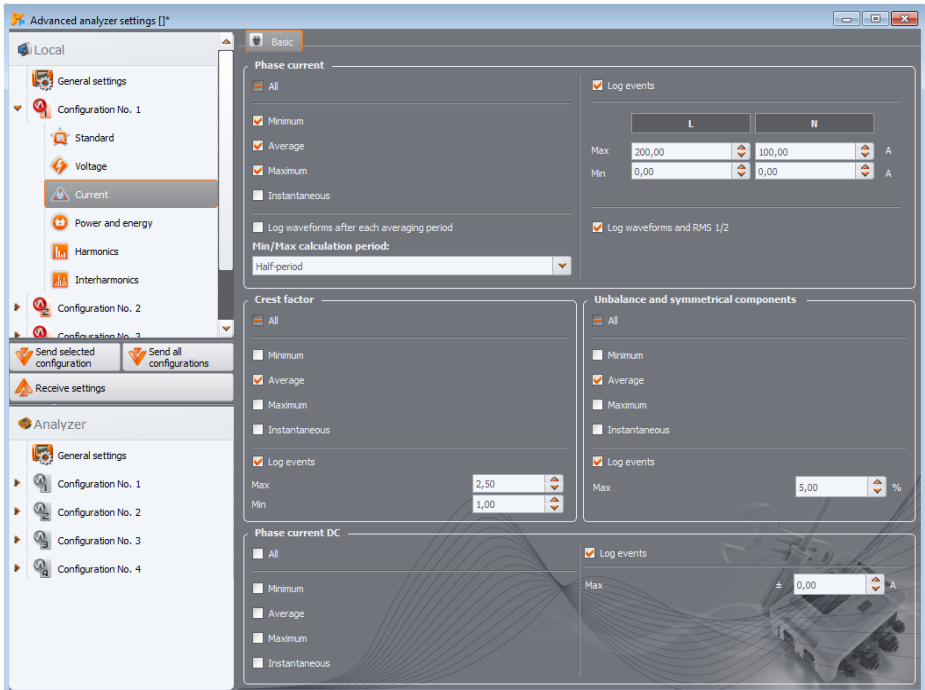 Advanced analyzer settings []*
Local
General settings
Configuration No. 1
Standard
Voltage
Current
Power and energy
Harmonics
Interharmonics
Configuration No. 2
Configuration No. 3
Send selected configuration
Send all configurations
Receive settings
Analyzer
General settings
Configuration No. 1
Configuration No. 2
Configuration No. 3
Configuration No. 4
Basic
Phase current
All
Minimum
Average
Maximum
Instantaneous
Log waveforms after each averaging period
Min/Max calculation period:
Half-period
Log events
L N
Max 200,00 100,00 A
Min 0,00 0,00 A
Log waveforms and RMS 1/2
Crest factor
All
Minimum
Average
Maximum
Instantaneous
Log events
Max 2,50
Min 1,00
Unbalance and symmetrical components
All
Minimum
Average
Maximum
Instantaneous
Log events
Max 5,00 %
Phase current DC
All
Minimum
Average
Maximum
Instantaneous
Log events
Max ± 0,00 A